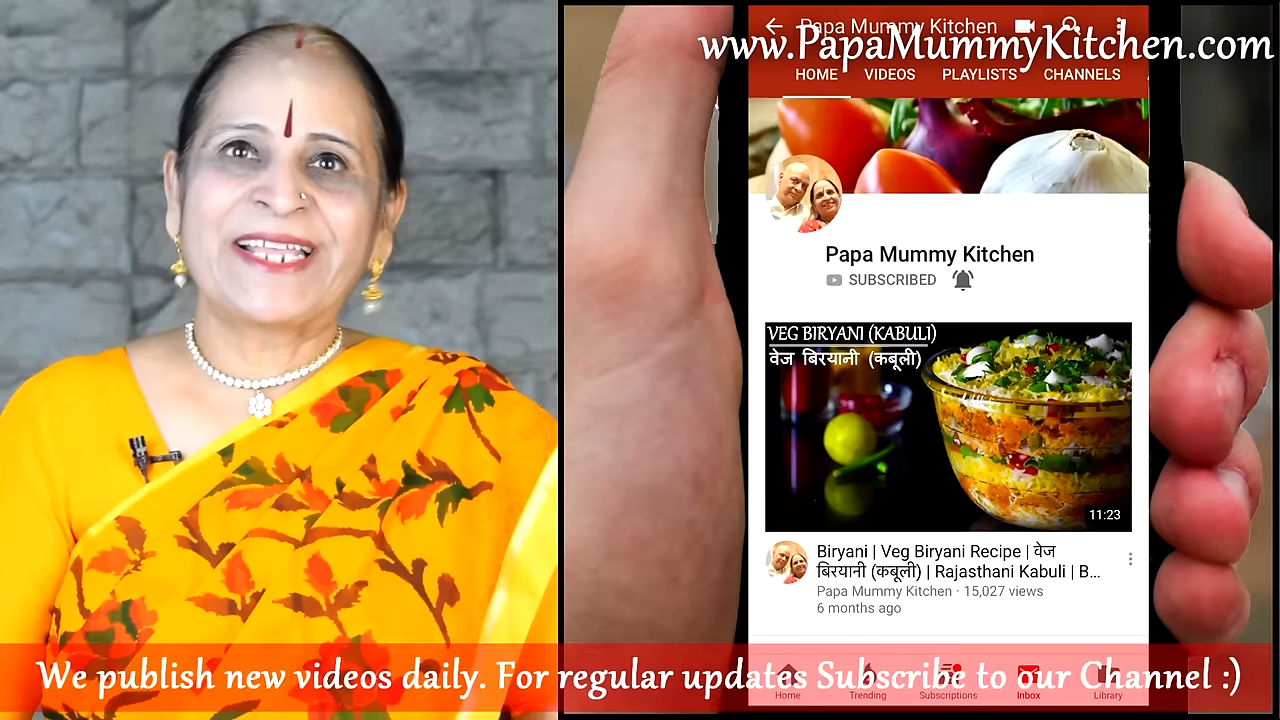 Papa Mummy Kitchen
www.PapaMummyKitchen.com
HOME VIDEOS PLAYLISTS CHANNELS
Papa Mummy Kitchen
SUBSCRIBED
VEG BIRYANI (KABULI)
वेज बिरयानी (कबूली)
11:23
Biryani | Veg Biryani Recipe | वेज
बिरयानी (कबूली) | Rajasthani Kabuli | B...
Papa Mummy Kitchen · 15,027 views
6 months ago
We publish new videos daily. For regular updates Subscribe to our Channel :)
Home Trending Subscriptions Inbox Library